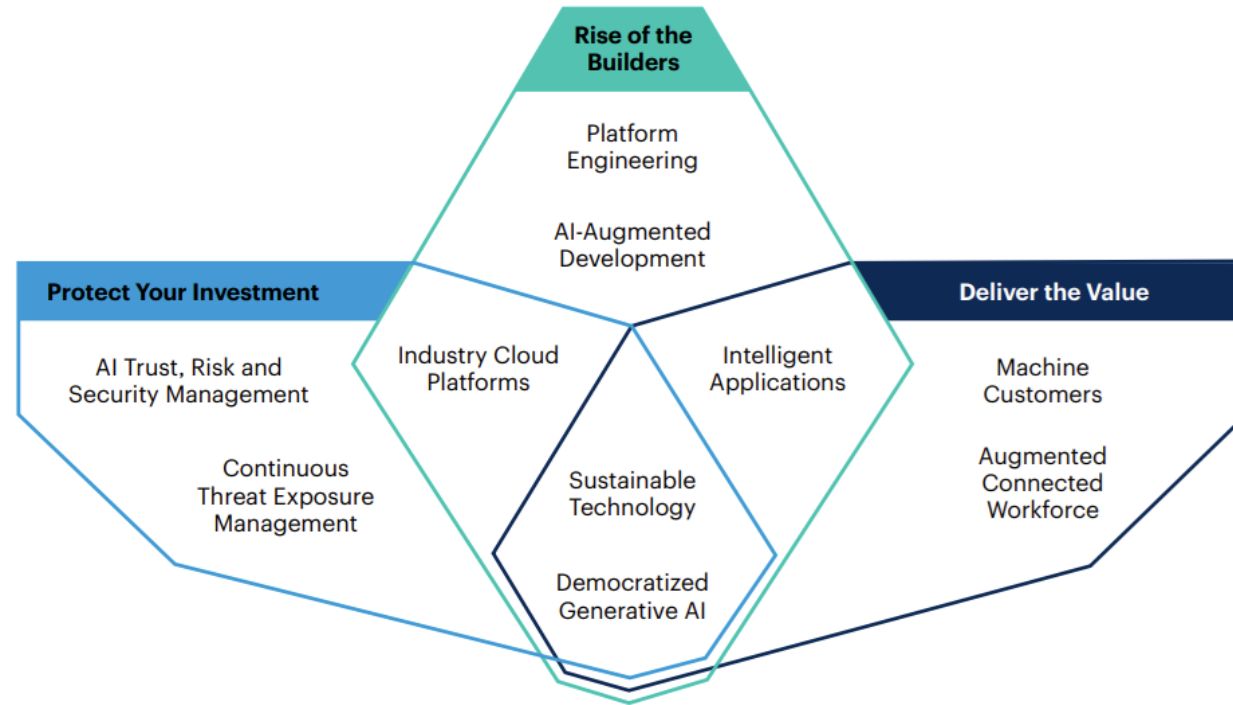 Rise of the
Builders
Platform
Engineering
AI-Augmented
Development
Protect Your Investment
AI Trust, Risk and
Security Management
Continuous
Threat Exposure
Management
Industry Cloud
Platforms
Intelligent
Applications
Sustainable
Technology
Democratized
Generative AI
Deliver the Value
Machine
Customers
Augmented
Connected
Workforce